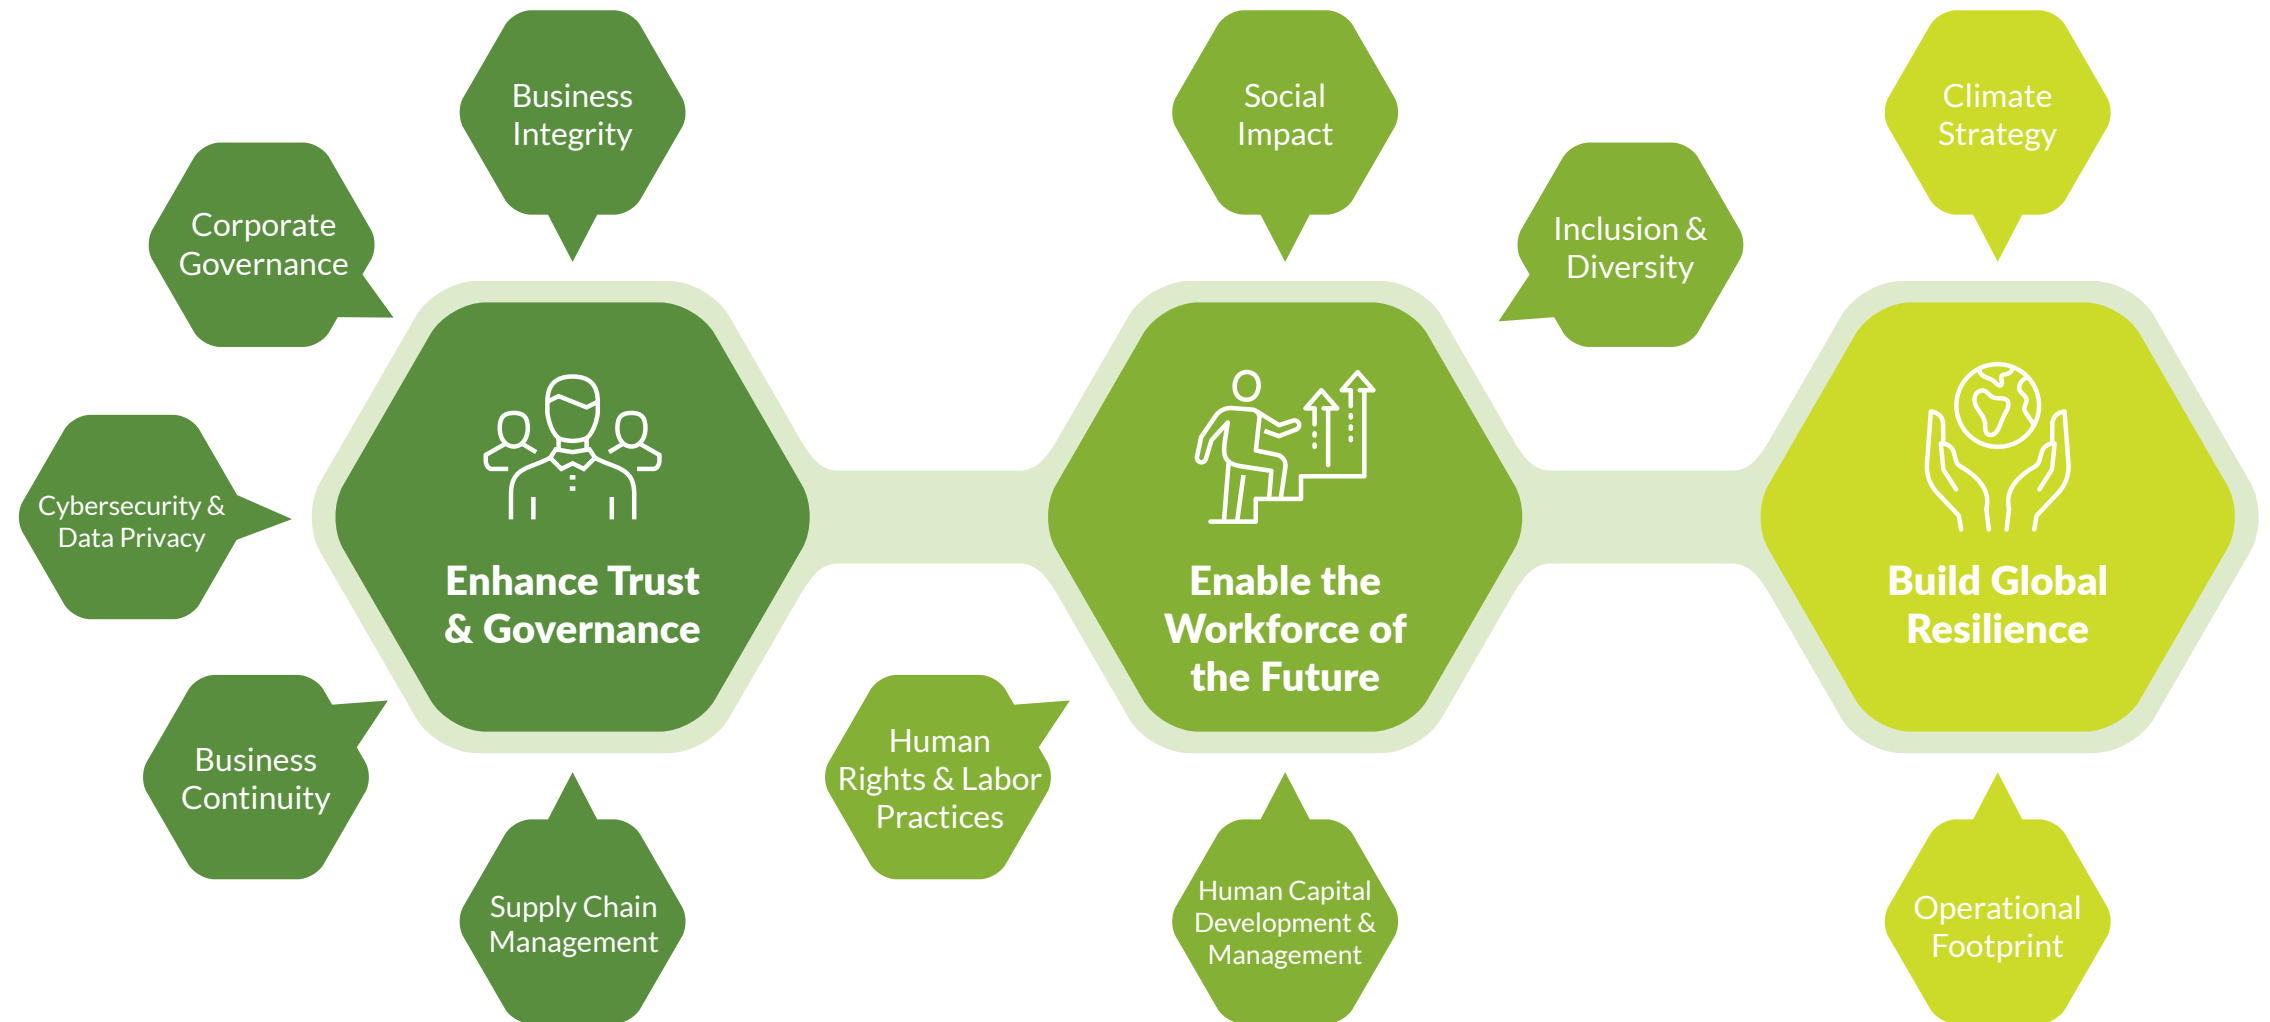 Business
Integrity
Corporate
Governance
Cybersecurity &
Data Privacy
Business
Continuity
Supply Chain
Management
Enhance Trust
& Governance
Social
Impact
Inclusion &
Diversity
Human
Rights & Labor
Practices
Human Capital
Development &
Management
Enable the
Workforce of
the Future
Climate
Strategy
Build Global
Resilience
Operational
Footprint